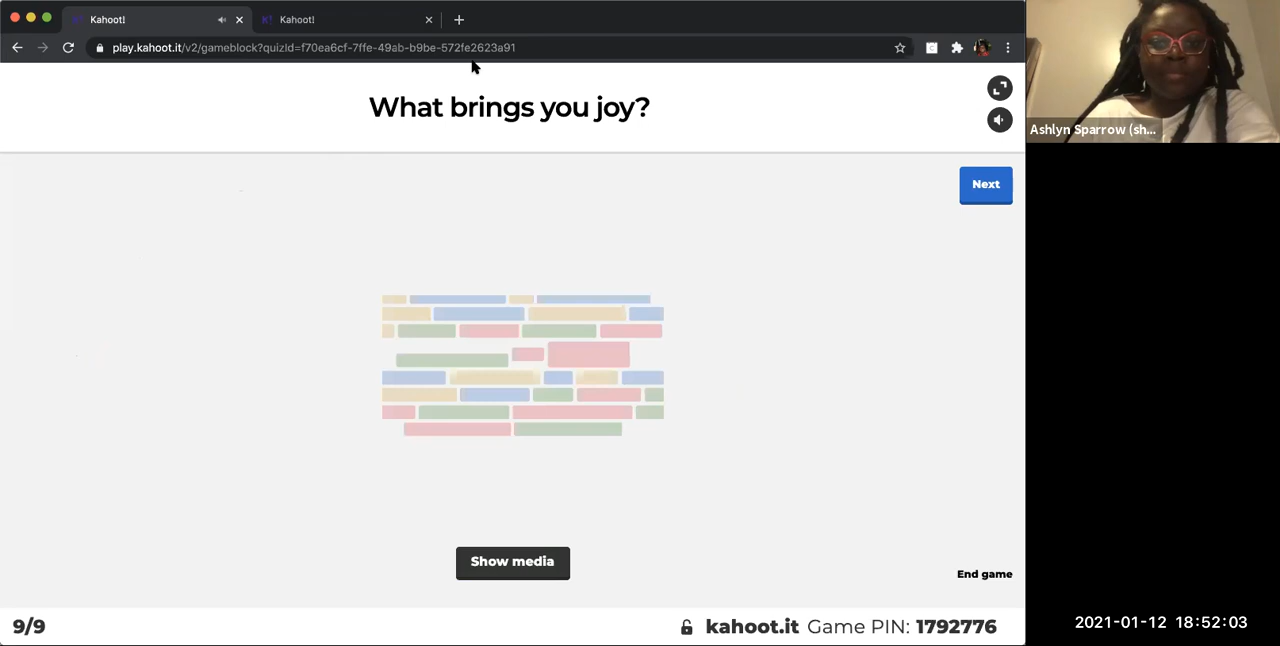 Kahoot!
Kahoot!
play.kahoot.it/v2/gameblock?quizId=f70ea6cf-7ffe-49ab-b9be-572fe2623a91
What brings you joy?
Ashlyn Sparrow (sh...
Next
Show media
End game
9/9
kahoot.it Game PIN: 1792776
2021-01-12 18:52:03